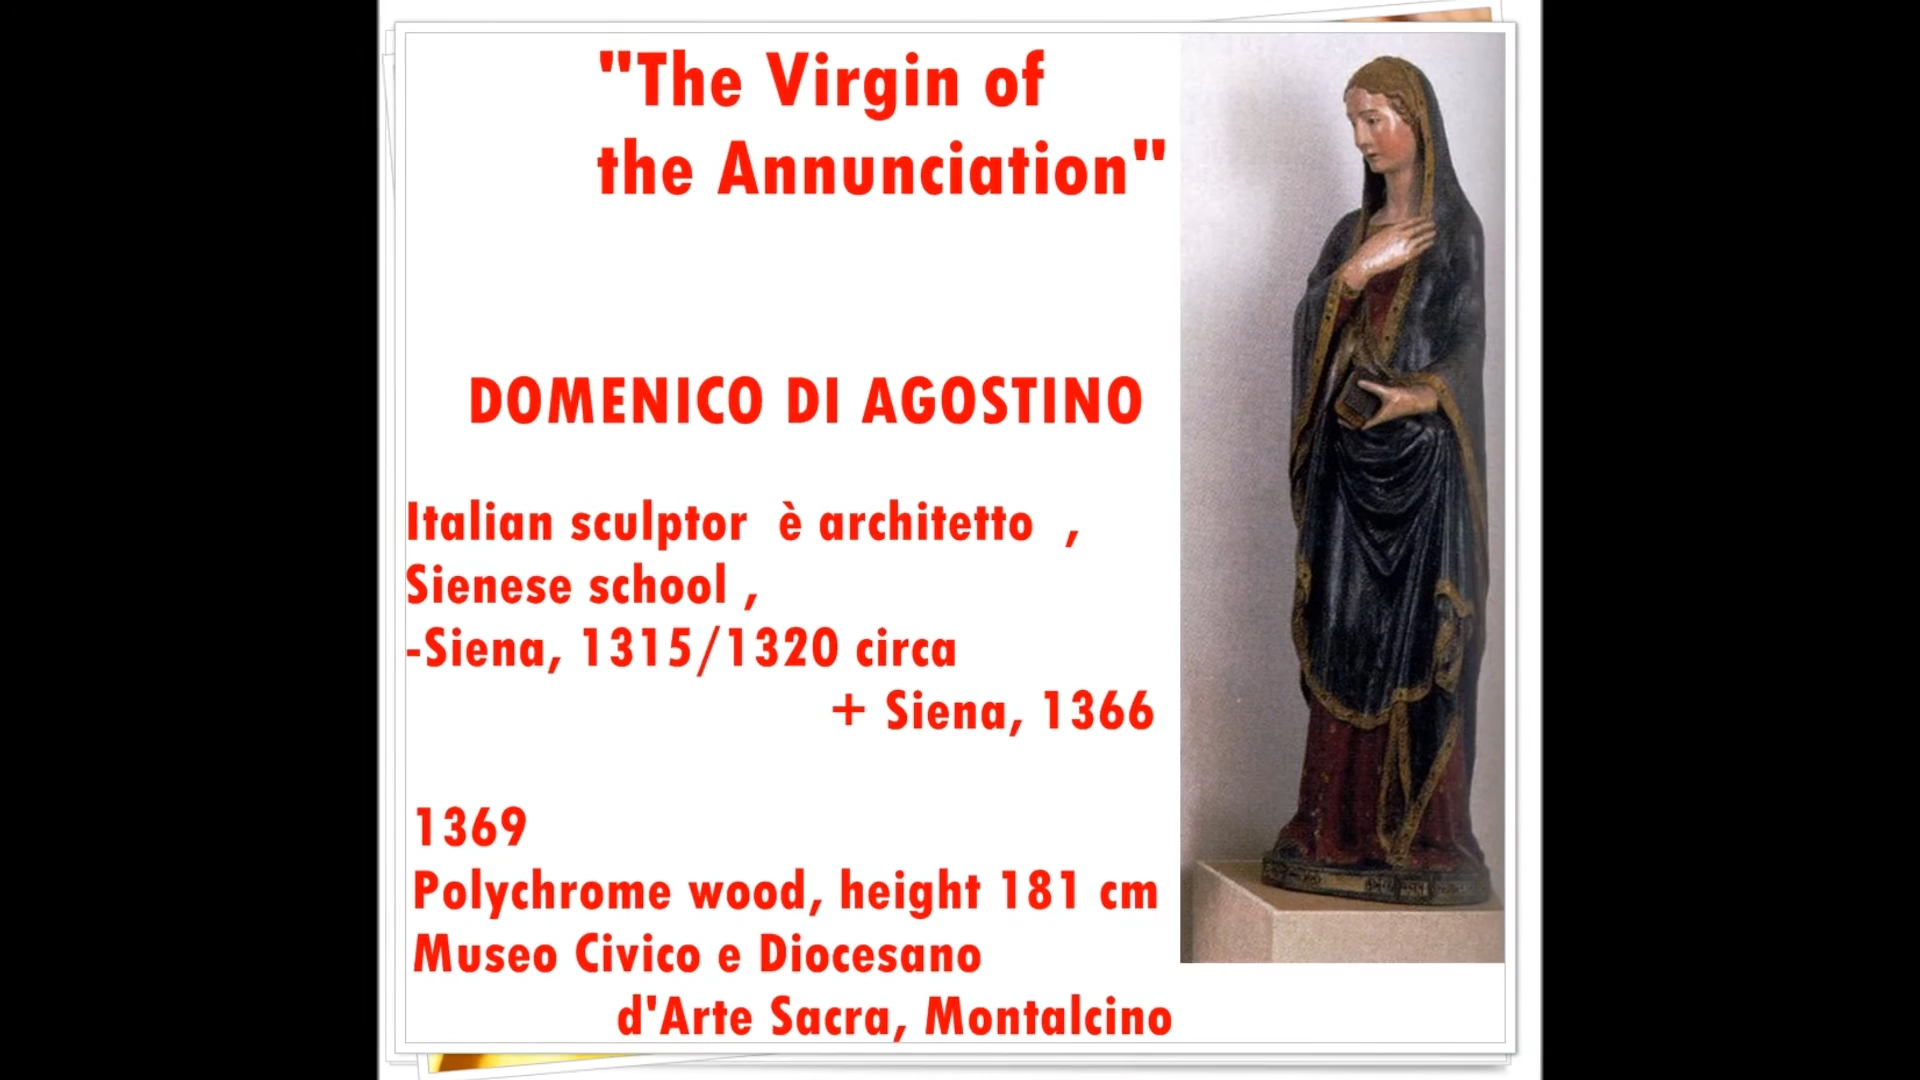 "The Virgin of
the Annunciation"
DOMENICO DI AGOSTINO
Italian sculptor è architetto ,
Sienese school ,
-Siena, 1315/1320 circa
+ Siena, 1366
1369
Polychrome wood, height 181 cm
Museo Civico e Diocesano
d'Arte Sacra, Montalcino